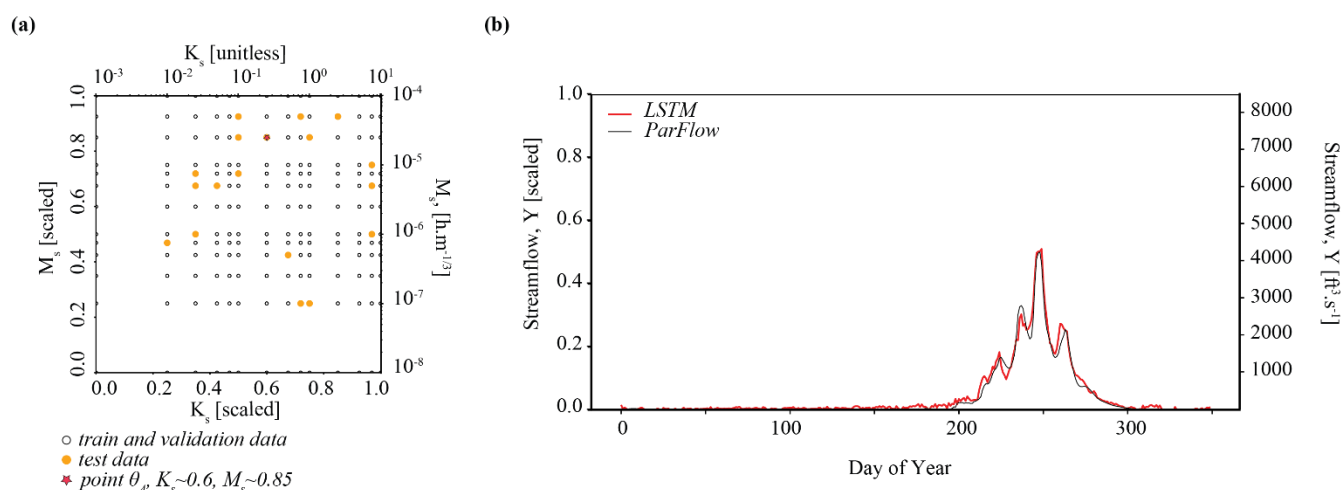 (a)
K_s [unitless]
10^-3 10^-2 10^-1 10^0 10^1
1.0 0.8 0.6 0.4 0.2 0.0
M_s [scaled]
10^-4 10^-5 10^-6 10^-7 10^-8
M_s, [h.m^-1/3]
0.0 0.2 0.4 0.6 0.8 1.0
K_s [scaled]
train and validation data
test data
point θ_4, K_s~0.6, M_s~0.85
(b)
LSTM
ParFlow
1.0 0.8 0.6 0.4 0.2 0.0
Streamflow, Y [scaled]
8000 7000 6000 5000 4000 3000 2000 1000
Streamflow, Y [ft^3.s^-1]
0 100 200 300
Day of Year